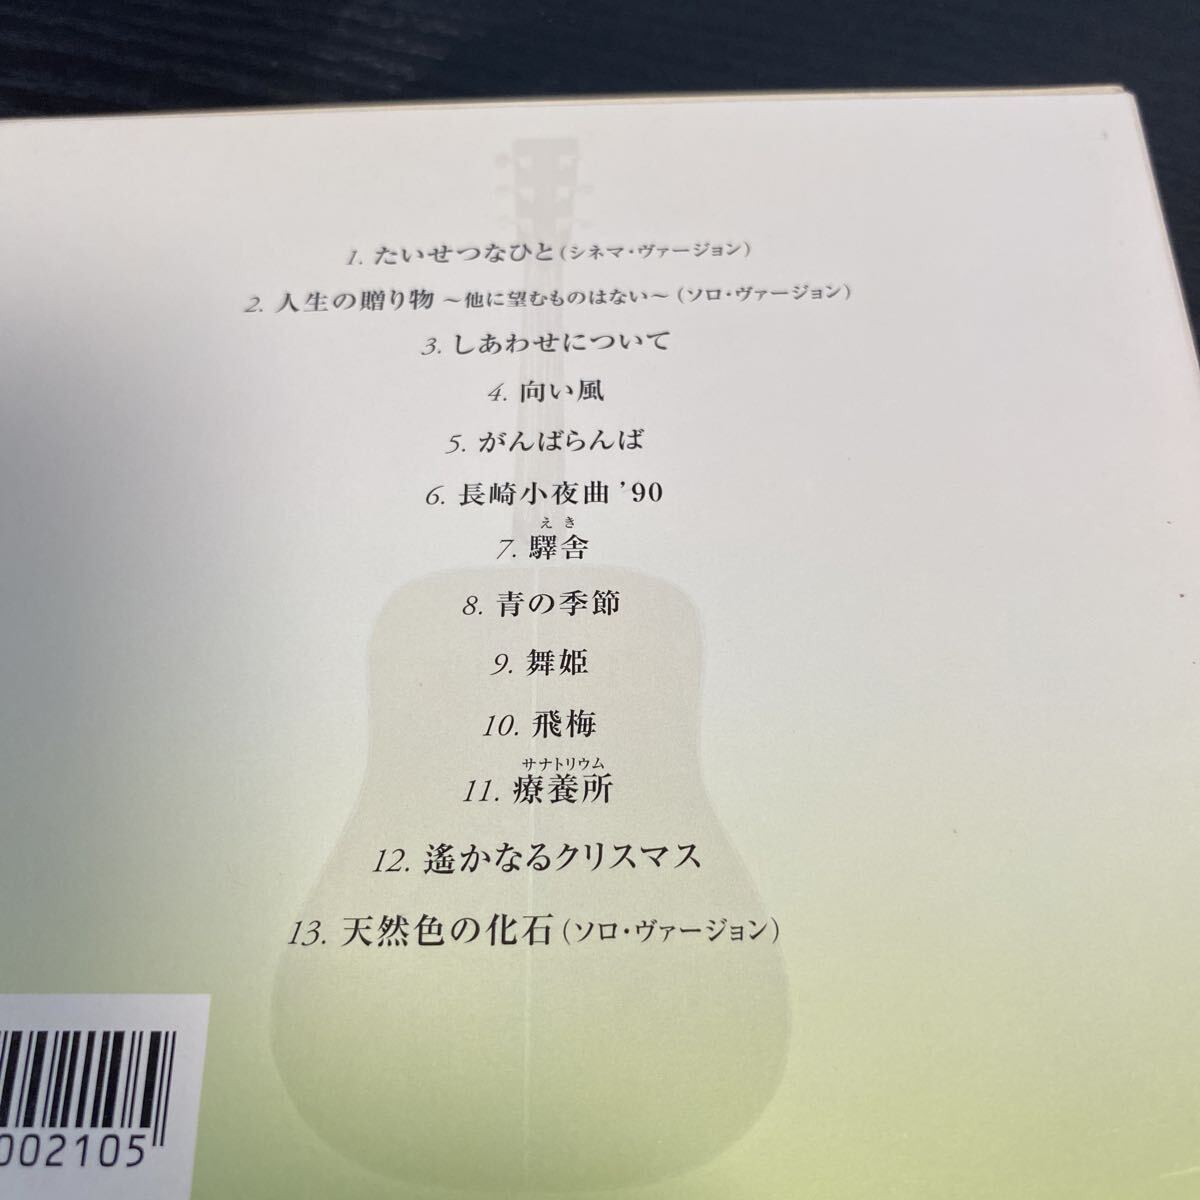 1. たいせつなひと(シネマ・ヴァージョン)
2. 人生の贈り物 〜他に望むものはない〜 (ソロ・ヴァージョン)
3. しあわせについて
4. 向い風
5. がんばらんば
6. 長崎小夜曲 '90
えき
7. 驛舎
8. 青の季節
9. 舞姫
10. 飛梅
サナトリウム
11. 療養所
12. 遙かなるクリスマス
13. 天然色の化石(ソロ・ヴァージョン)
002105